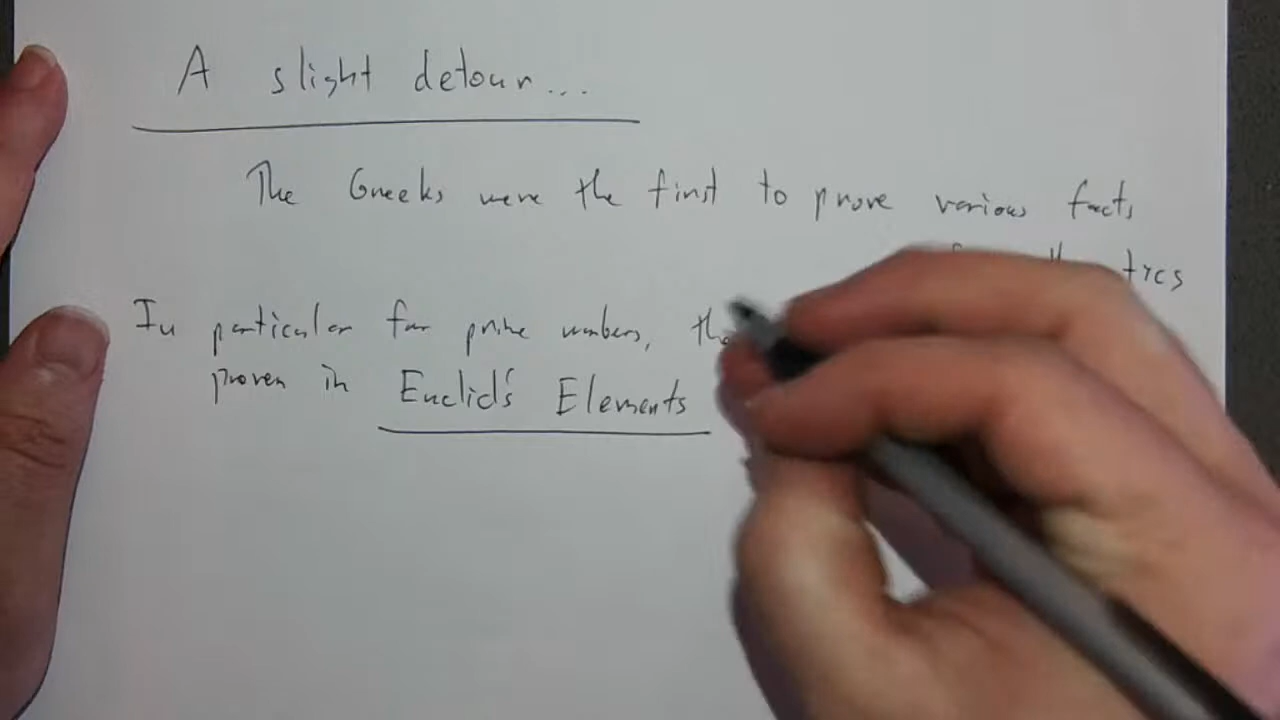 A slight detour...
The Greeks were the first to prove various facts
In particular for prime numbers,
proven in Euclid's Elements